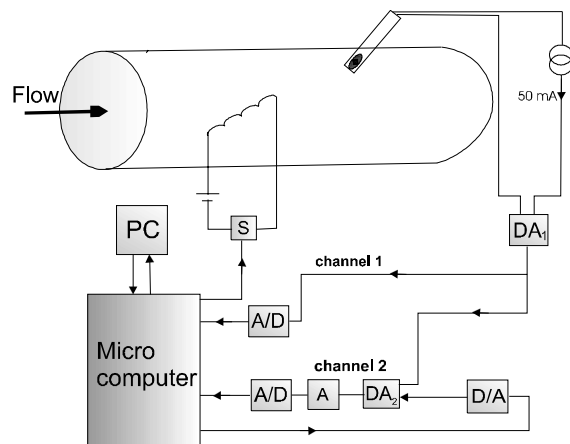 Flow
50 mA
S
DA1
PC
channel 1
A/D
Micro
computer
channel 2
A/D
A
DA2
D/A